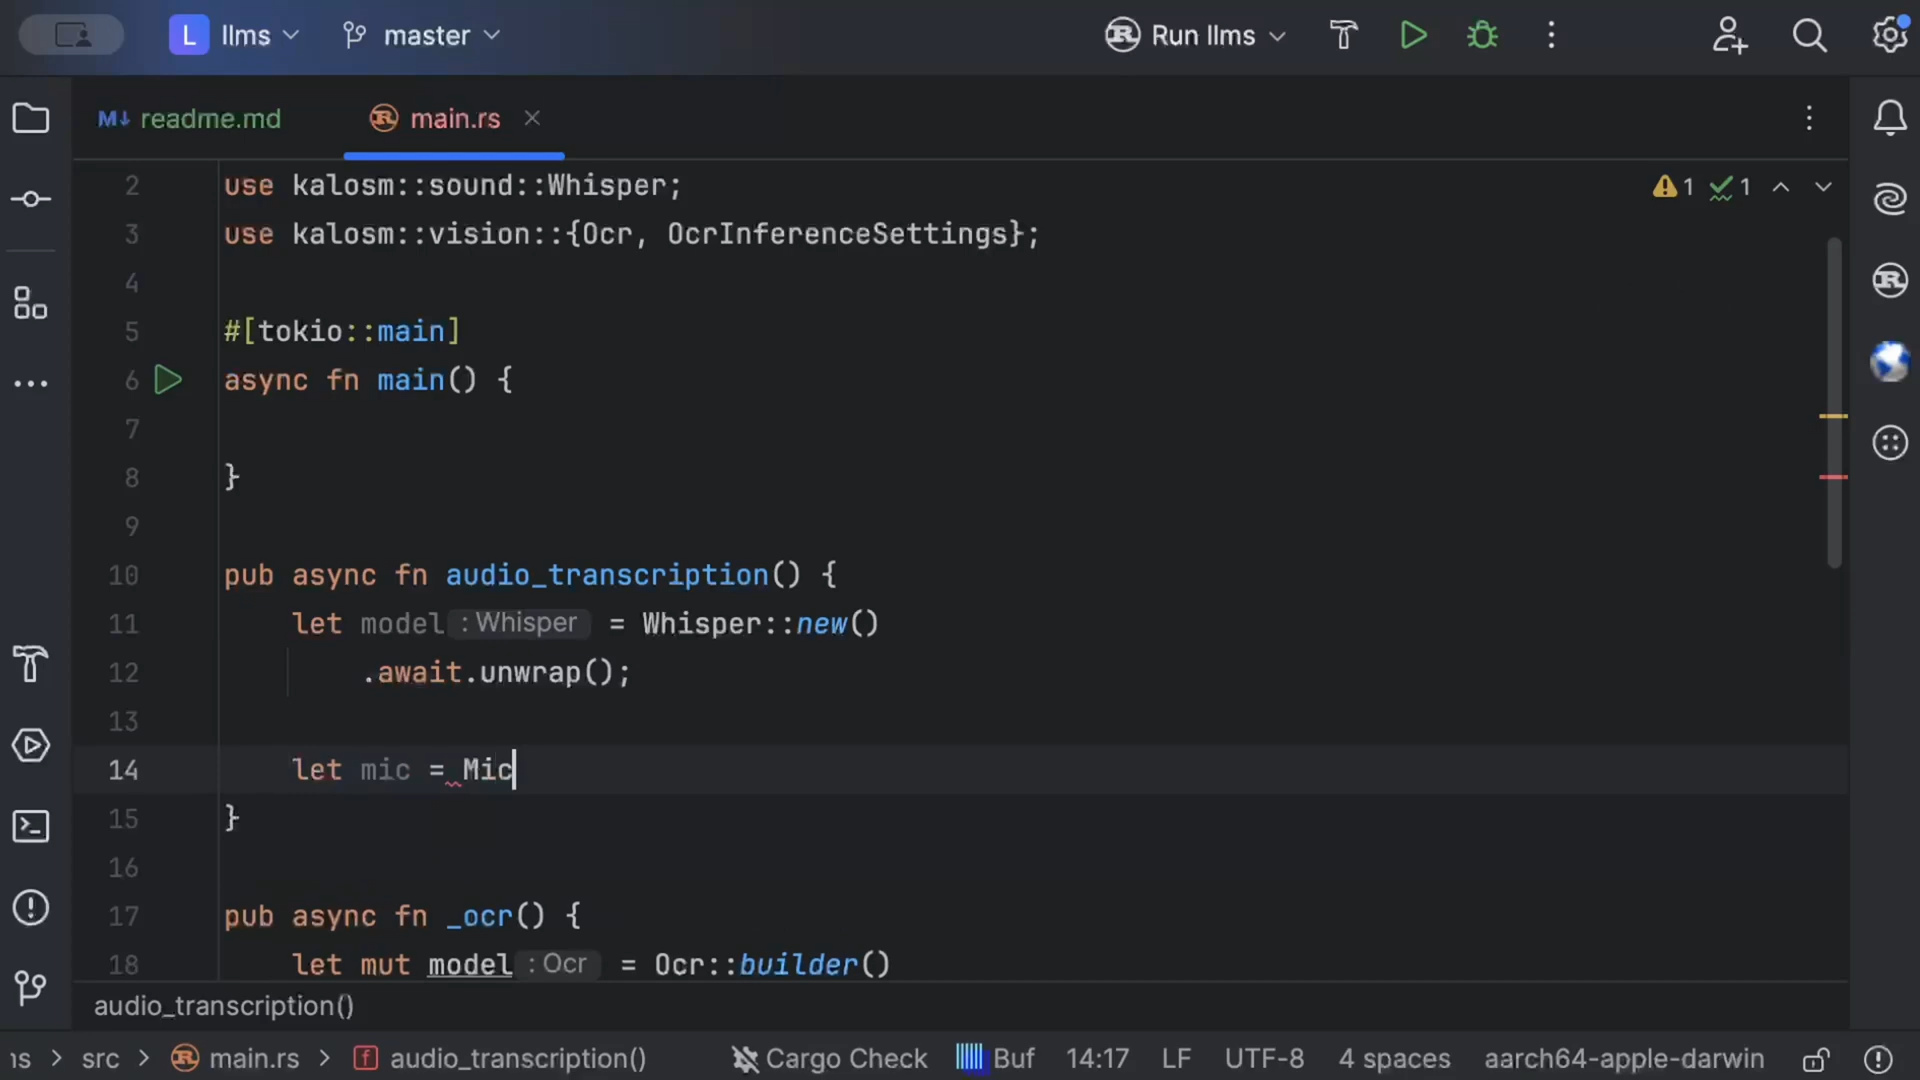 L llms master Run llms
M↓ readme.md main.rs
2 use kalosm::sound::Whisper;
1 1
3 use kalosm::vision::{Ocr, OcrInferenceSettings};
4
5 #[tokio::main]
6 async fn main() {
7
8 }
9
10 pub async fn audio_transcription() {
11 let model : Whisper = Whisper::new()
12 .await.unwrap();
13
14 let mic = Mic
15 }
16
17 pub async fn _ocr() {
18 let mut model : Ocr = Ocr::builder()
audio_transcription()
ns > src > main.rs > f audio_transcription() Cargo Check Buf 14:17 LF UTF-8 4 spaces aarch64-apple-darwin